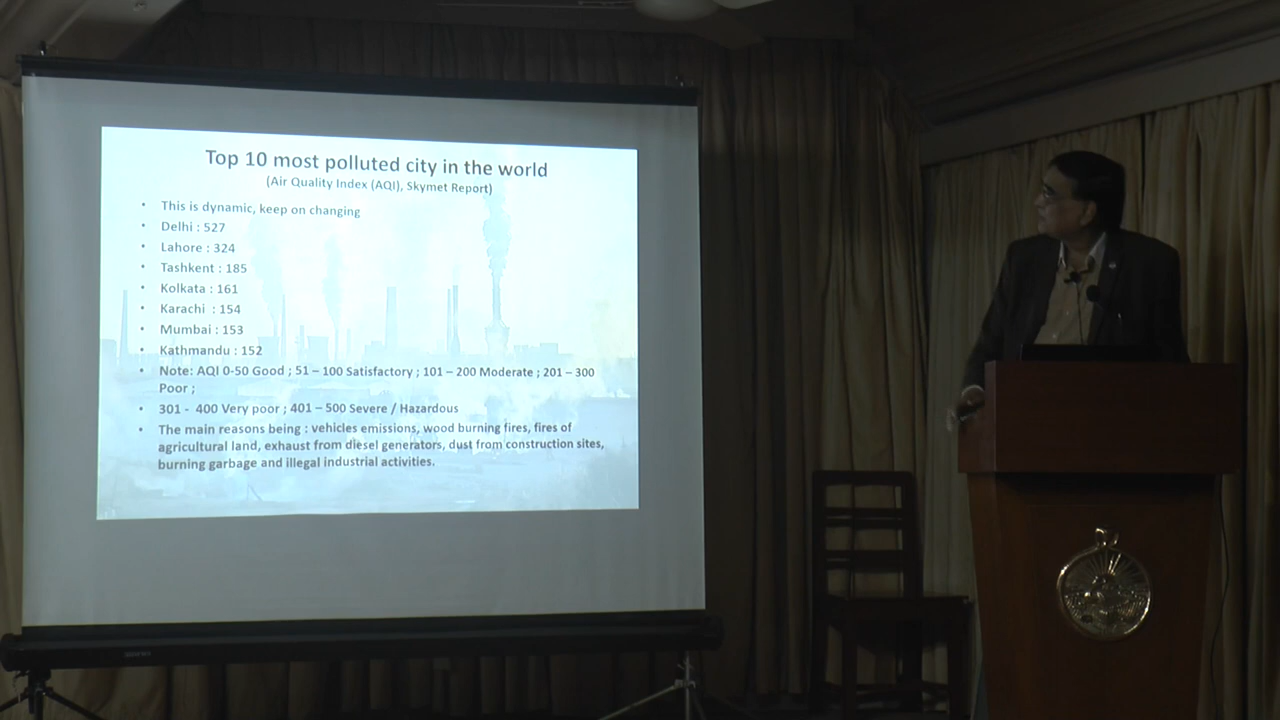 Top 10 most polluted city in the world
(Air Quality Index (AQI), Skymet Report)
• This is dynamic, keep on changing
• Delhi : 527
• Lahore : 324
• Tashkent : 185
• Kolkata : 161
• Karachi : 154
• Mumbai : 153
• Kathmandu : 152
• Note: AQI 0-50 Good ; 51 – 100 Satisfactory ; 101 – 200 Moderate ; 201 – 300
Poor ;
• 301 - 400 Very poor ; 401 – 500 Severe / Hazardous
• The main reasons being : vehicles emissions, wood burning fires, fires of
agricultural land, exhaust from diesel generators, dust from construction sites,
burning garbage and illegal industrial activities.